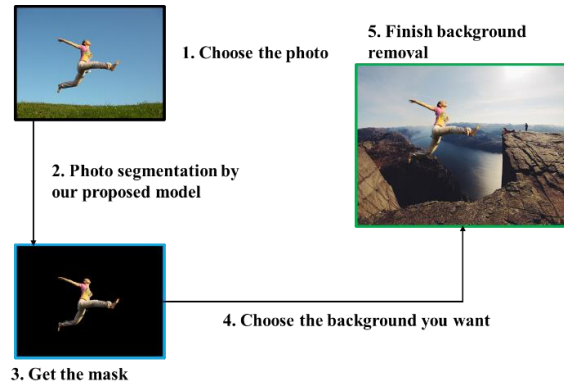 1. Choose the photo
2. Photo segmentation by
our proposed model
3. Get the mask
4. Choose the background you want
5. Finish background
removal